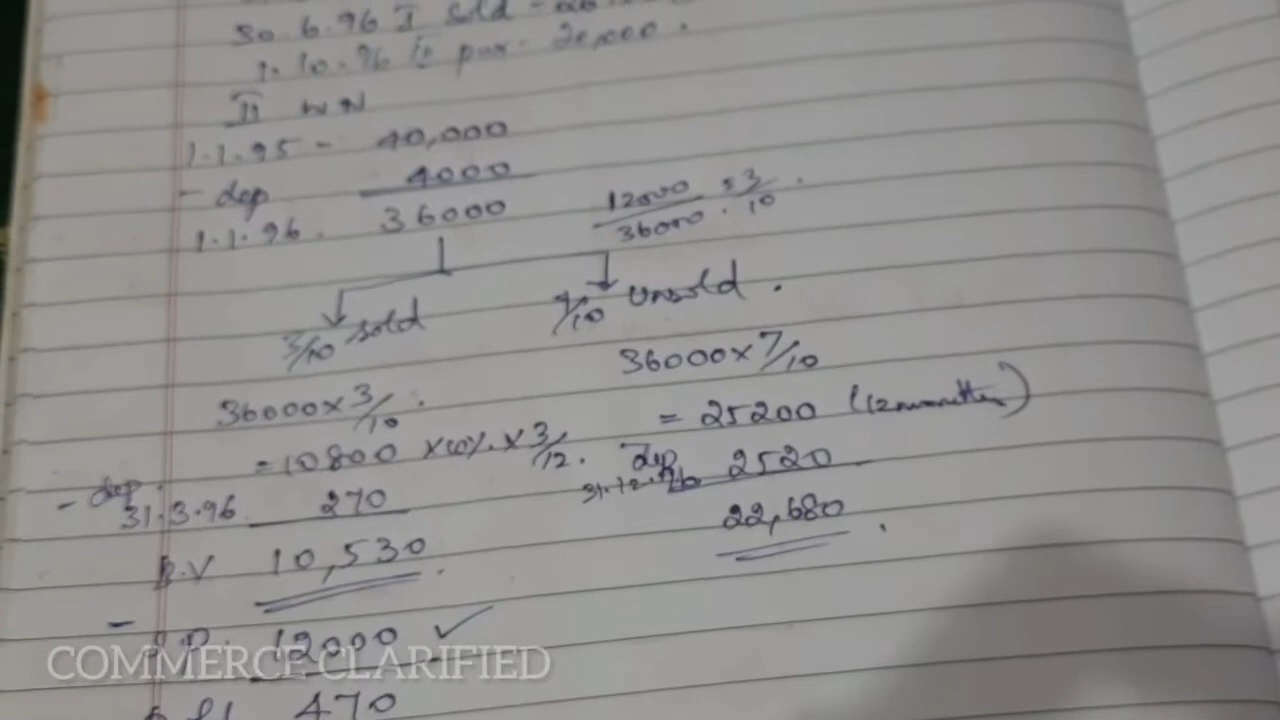 30.6.96 I sold -
1.10.96 II pur. 20,000.
II WN
1.1.95 - 40,000
- dep 4000
1.1.96. 36000
12000/36000 = 3/10.
3/10 sold
7/10 Unsold.
36000 x 3/10.
36000 x 7/10
= 10800 x 10%. x 3/12.
= 25200 (12 months)
- dep 31.3.96 270
dep 31.12.96 2520
B.V 10,530
22,680.
- S.P. 12000 ✓
470
COMMERCE CLARIFIED